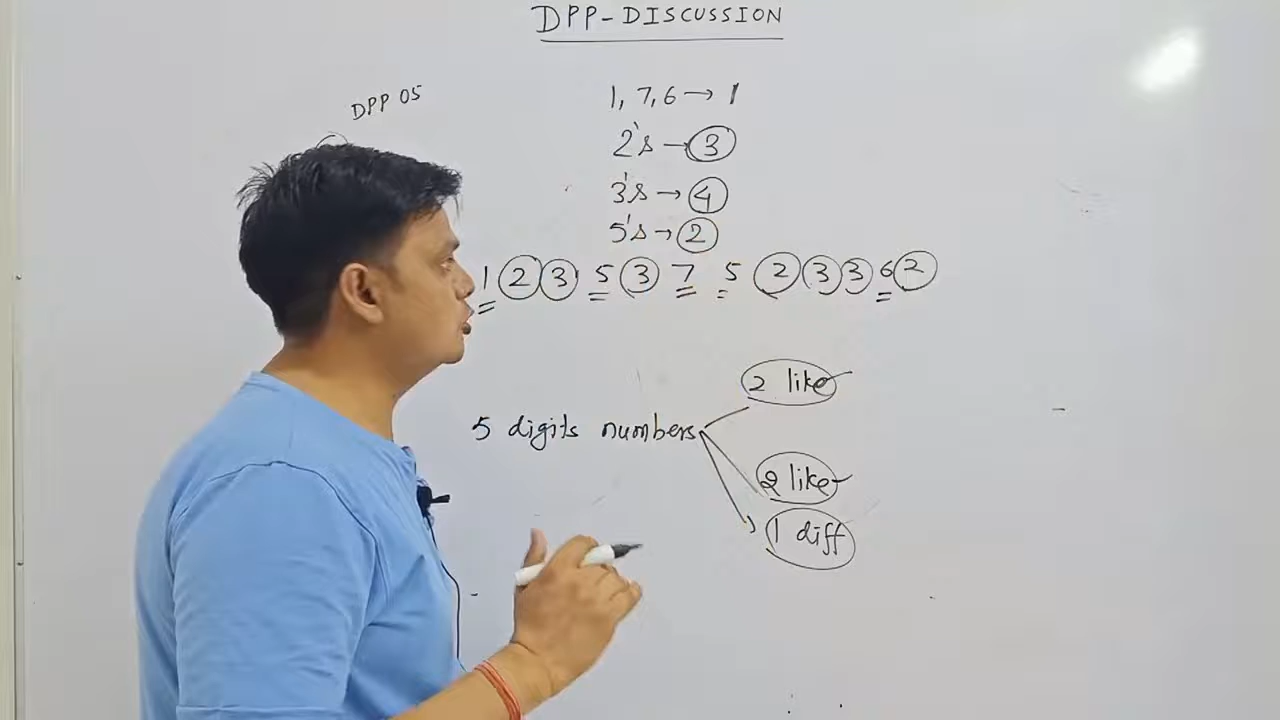 DPP-DISCUSSION
DPP 05
1, 7, 6 → 1
2's → 3
3's → 4
5's → 2
1 2 3 5 3 7 5 2 3 3 6 2
2 like
5 digits numbers
2 like
1 diff